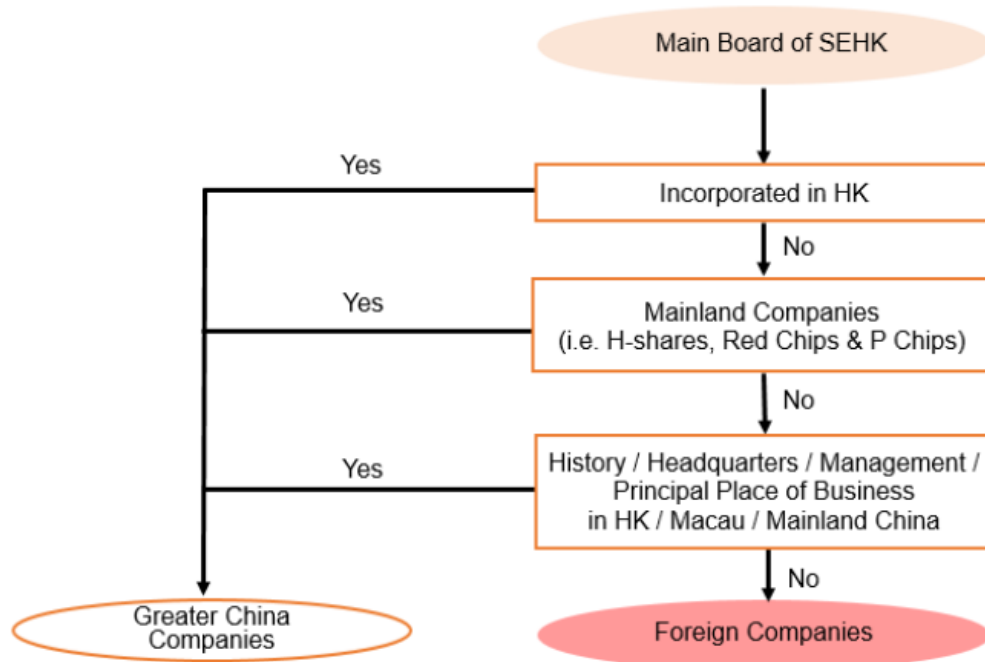 Main Board of SEHK
Yes
Incorporated in HK
No
Yes
Mainland Companies
(i.e. H-shares, Red Chips & P Chips)
No
Yes
History / Headquarters / Management /
Principal Place of Business
in HK / Macau / Mainland China
No
Greater China
Companies
Foreign Companies